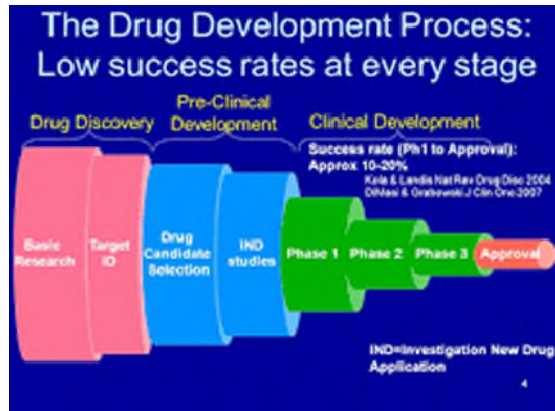 The Drug Development Process:
Low success rates at every stage
Drug Discovery
Pre-Clinical
Development
Clinical Development
Success rate (Ph1 to Approval):
Approx 10-20%
Kola & Landis Nat Rev Drug Disc 2004
DiMasi & Grabowski J Clin Onc 2007
Basic
Research
Target
ID
Drug
Candidate
Selection
IND
studies
Phase 1
Phase 2
Phase 3
Approval
IND=Investigation New Drug
Application
4